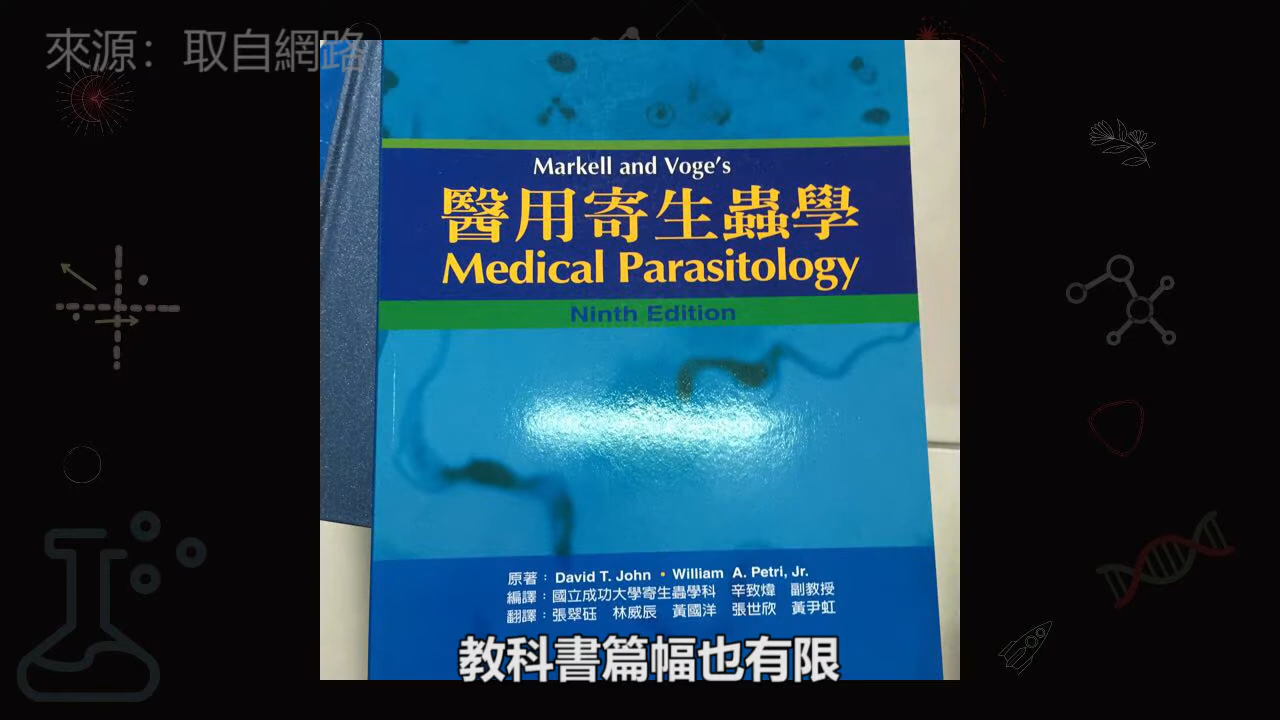 來源：取自網路
Markell and Voge's
醫用寄生蟲學
Medical Parasitology
Ninth Edition
原著：David T. John • William A. Petri, Jr.
編譯：國立成功大學寄生蟲學科 辛致煒 副教授
翻譯：張翠砡 林威辰 黃國洋 張世欣 黃尹虹
教科書篇幅也有限